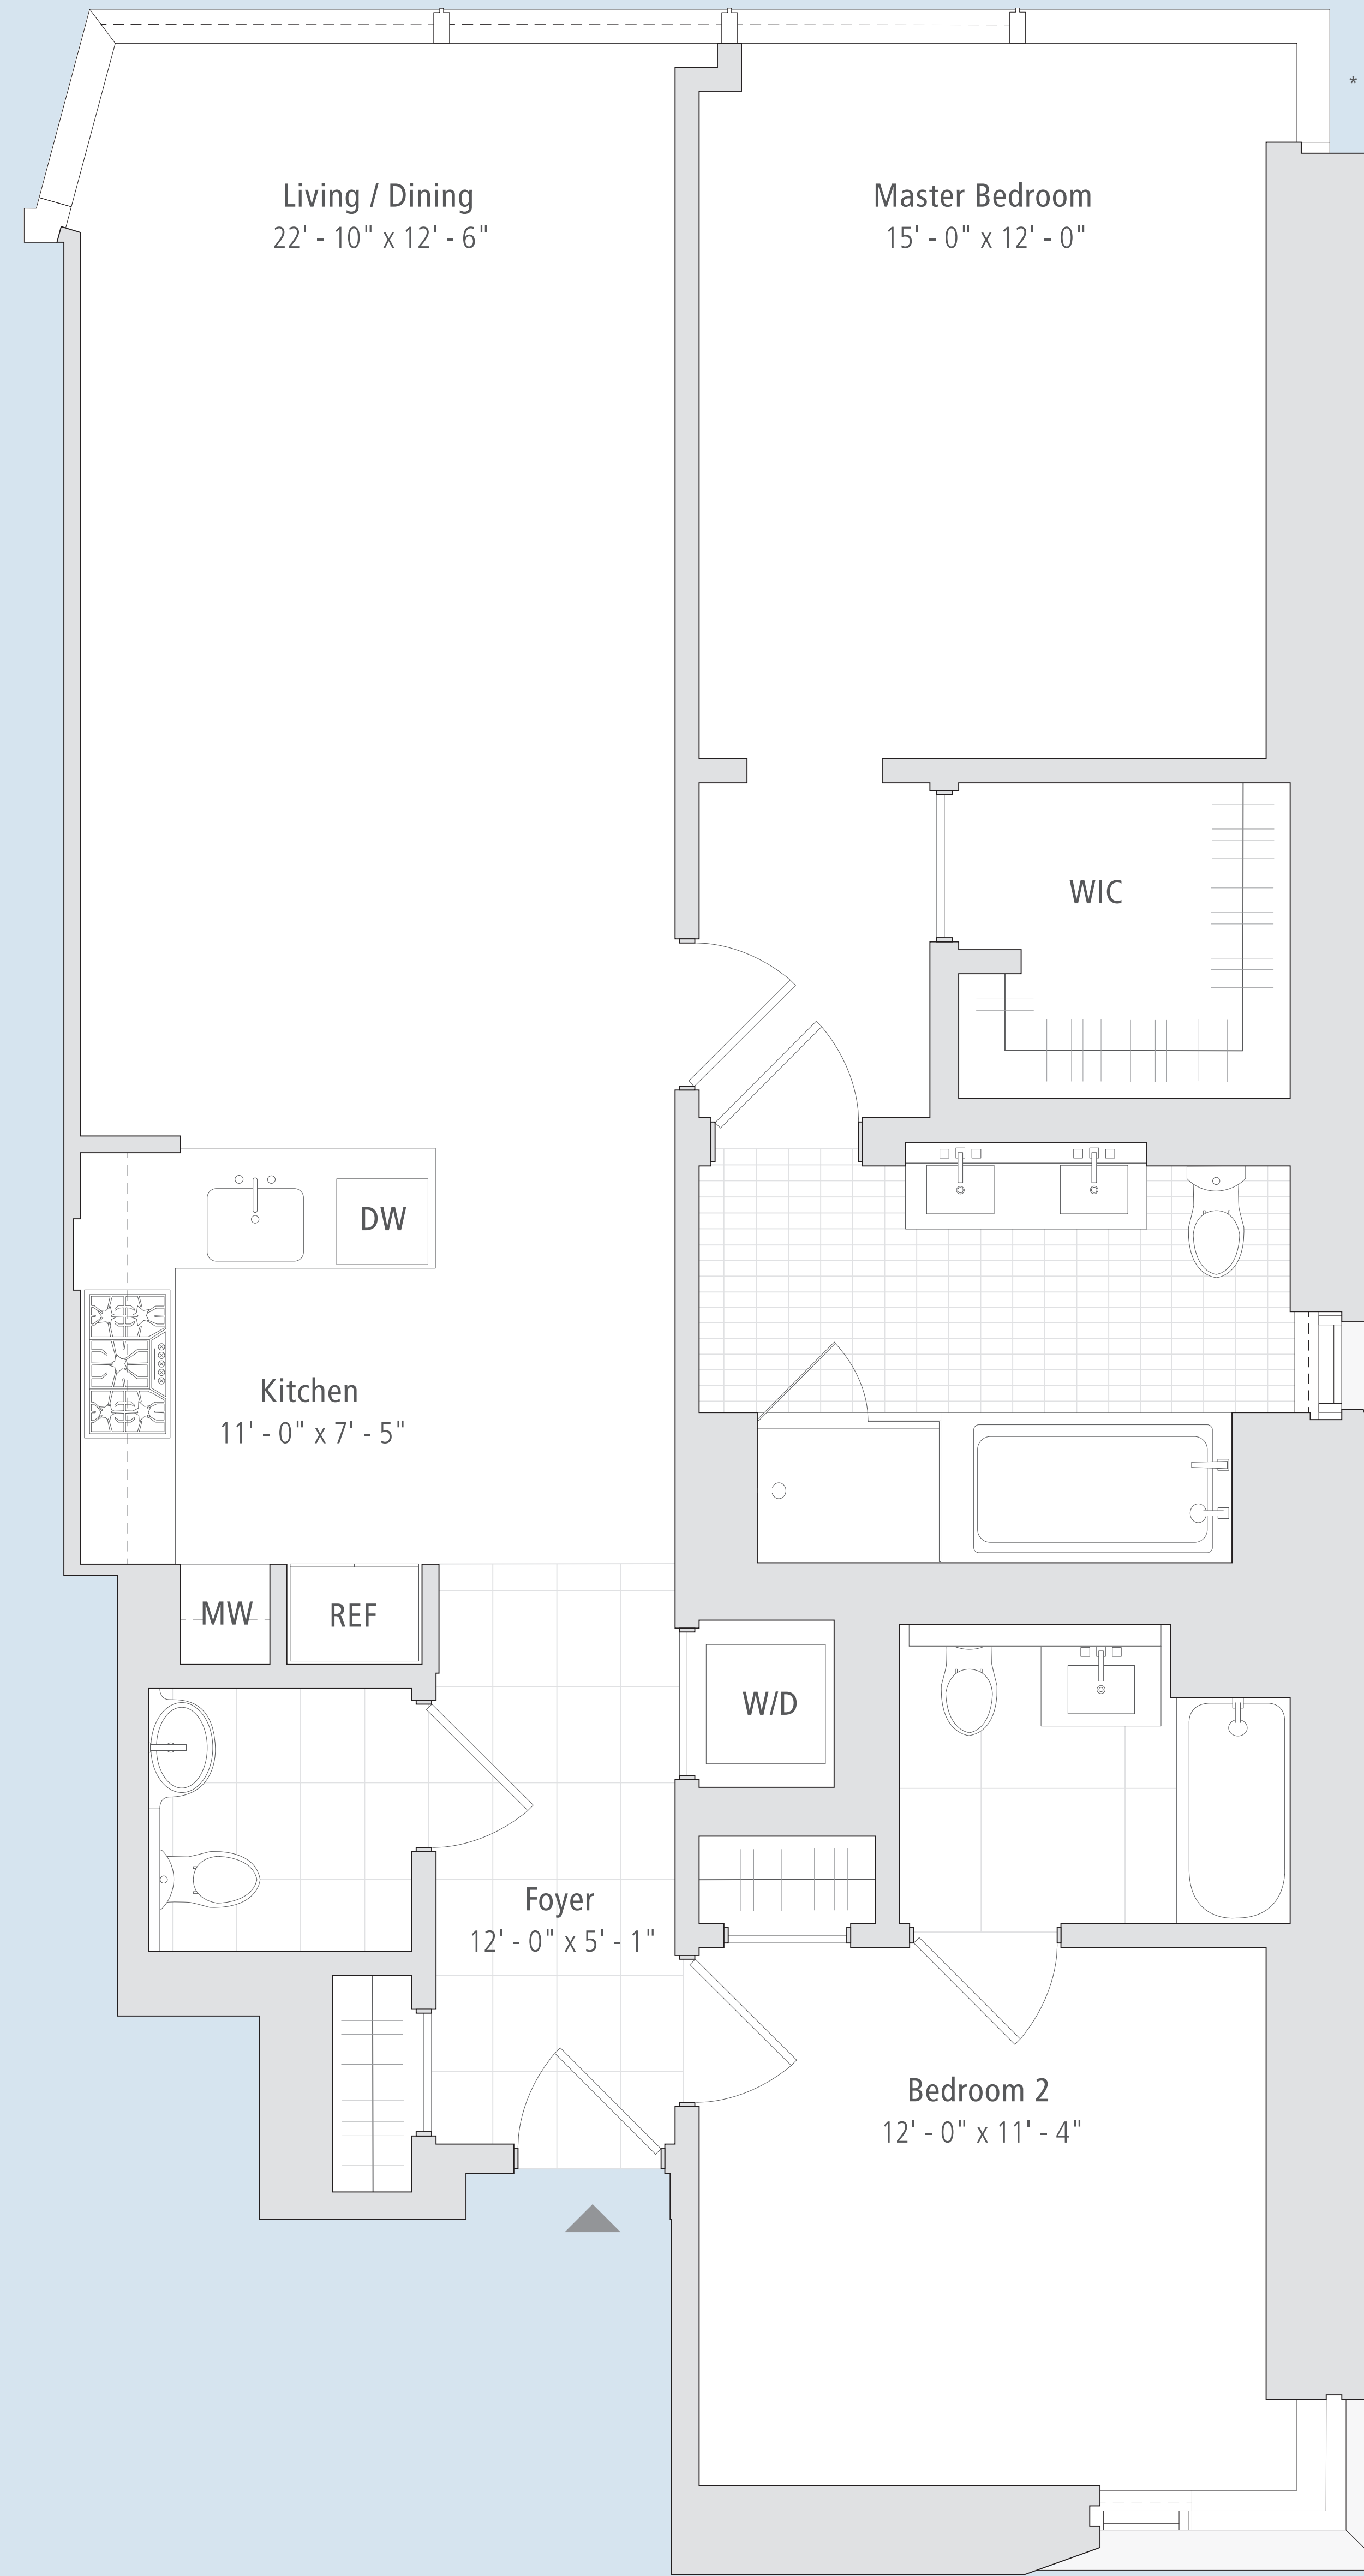 *
Living / Dining
22' - 10" x 12' - 6"
Master Bedroom
15' - 0" x 12' - 0"
WIC
DW
Kitchen
11' - 0" x 7' - 5"
MW
REF
W/D
Foyer
12' - 0" x 5' - 1"
Bedroom 2
12' - 0" x 11' - 4"